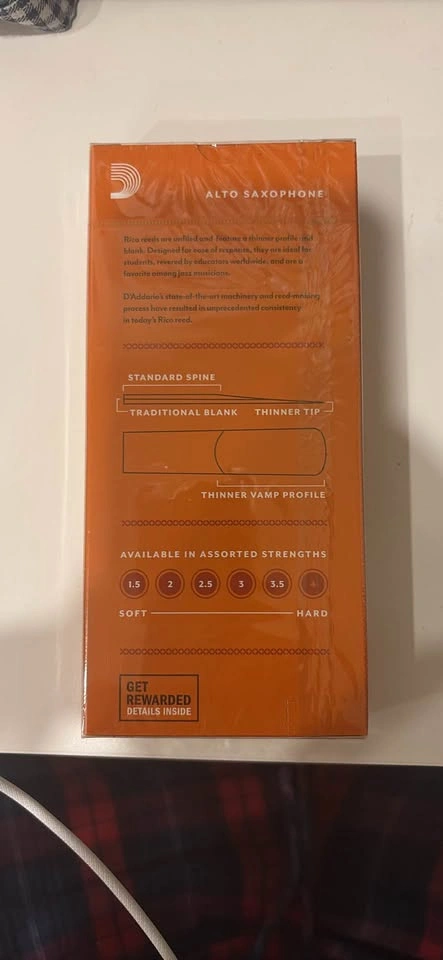 ALTO SAXOPHONE
Rico reeds are unfiled and feature a thinner profile and
blank. Designed for ease of response, they are ideal for
students, revered by educators worldwide, and are a
favorite among jazz musicians.
D'Addario's state-of-the-art machinery and reed-making
process have resulted in unprecedented consistency
in today's Rico reed.
STANDARD SPINE
TRADITIONAL BLANK THINNER TIP
THINNER VAMP PROFILE
AVAILABLE IN ASSORTED STRENGTHS
1.5 2 2.5 3 3.5 4
SOFT HARD
GET
REWARDED
DETAILS INSIDE